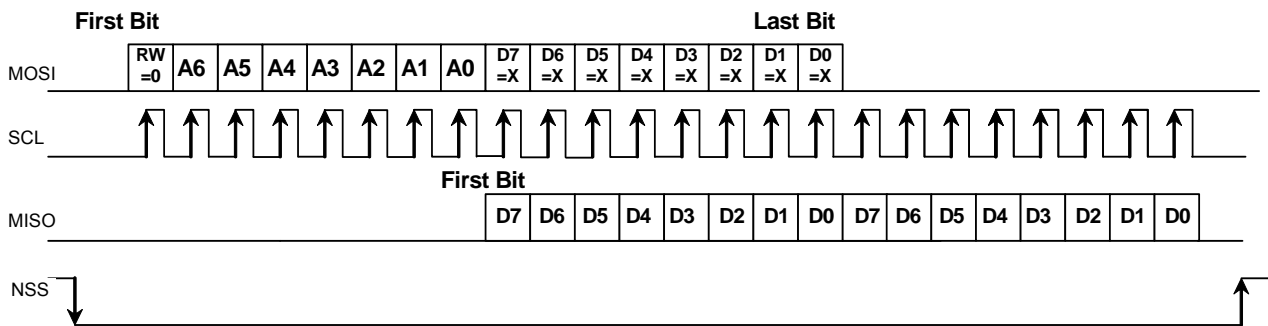 First Bit Last Bit
MOSI RW =0 A6 A5 A4 A3 A2 A1 A0 D7 =X D6 =X D5 =X D4 =X D3 =X D2 =X D1 =X D0 =X
SCL
First Bit
MISO D7 D6 D5 D4 D3 D2 D1 D0 D7 D6 D5 D4 D3 D2 D1 D0
NSS